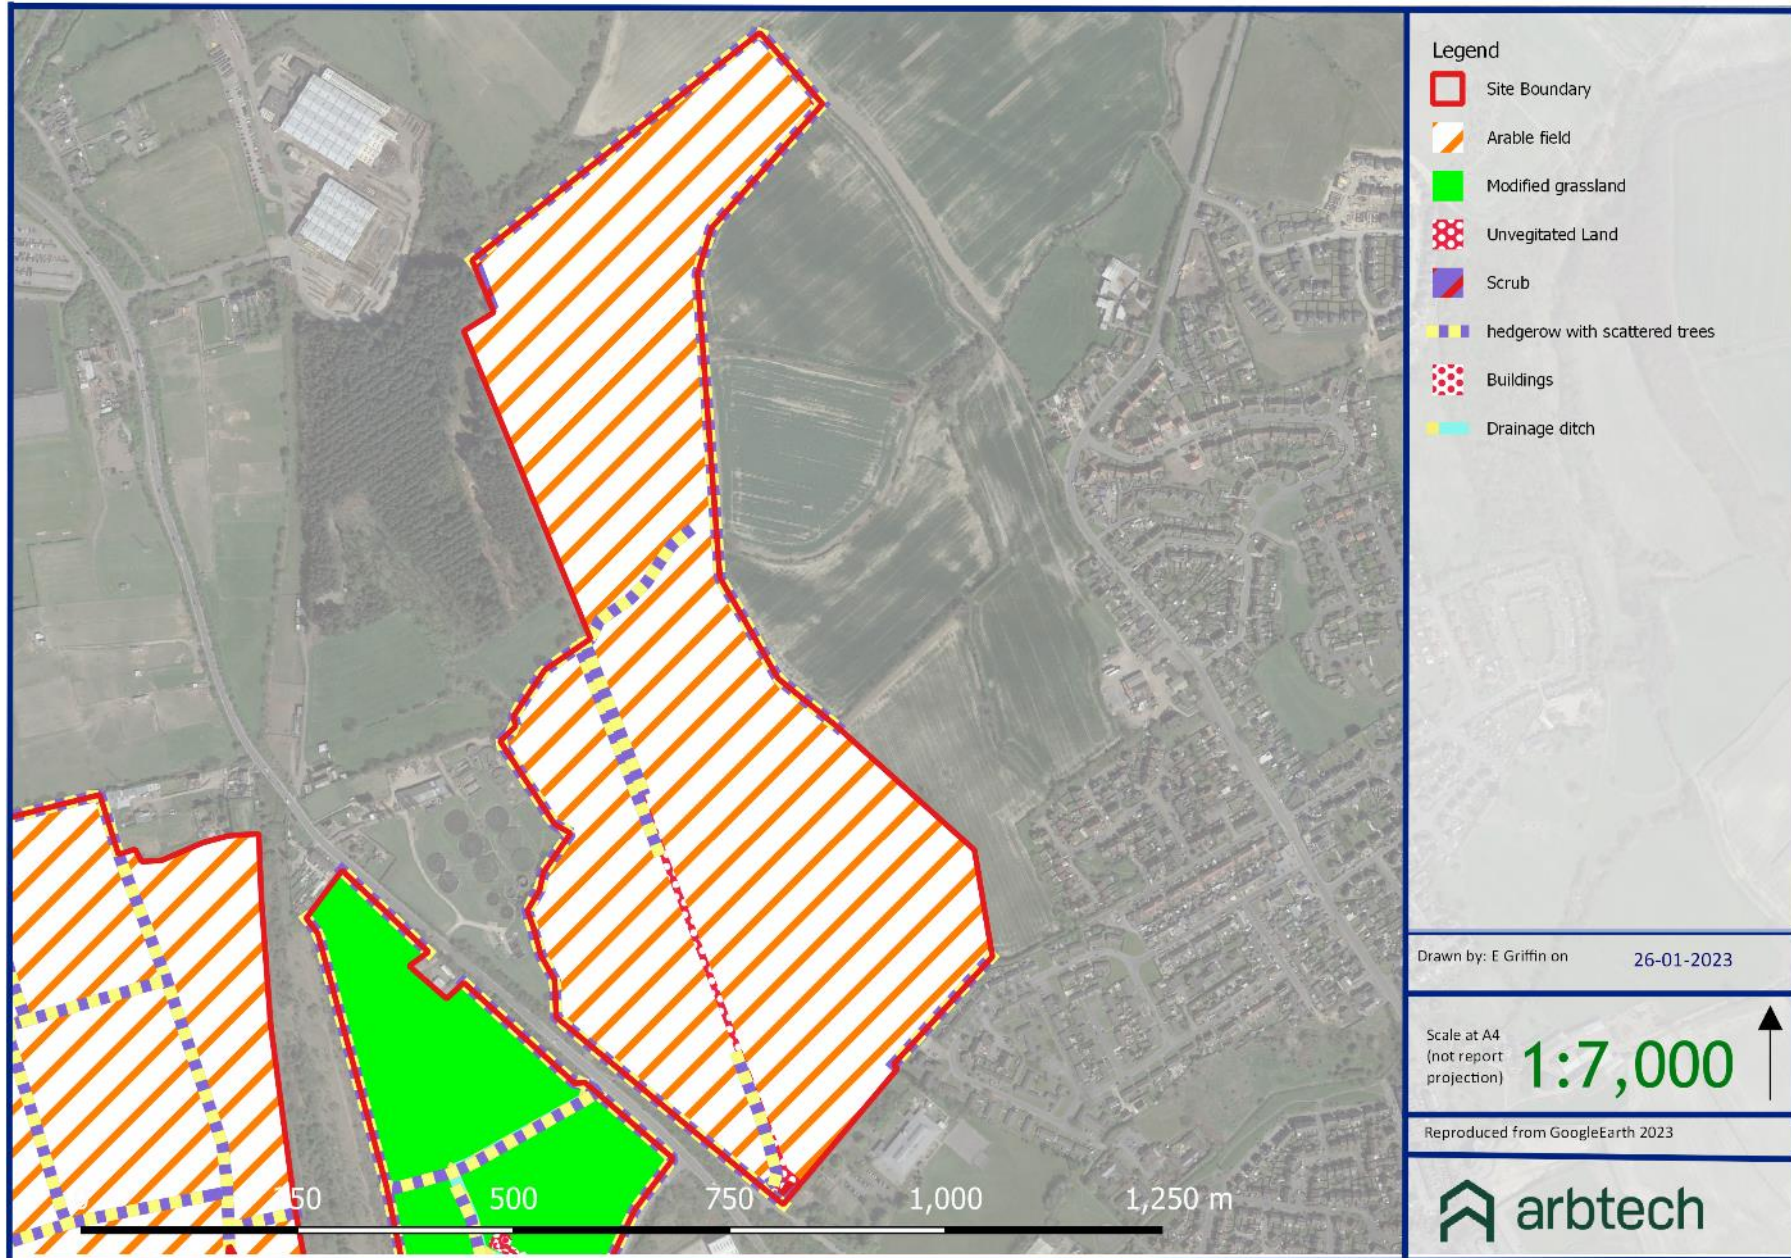 Legend
Site Boundary
Arable field
Modified grassland
Unvegitated Land
Scrub
hedgerow with scattered trees
Buildings
Drainage ditch
Drawn by: E Griffin on 26-01-2023
Scale at A4
(not report
projection)
1:7,000
Reproduced from GoogleEarth 2023
arbtech
250 500 750 1,000 1,250 m